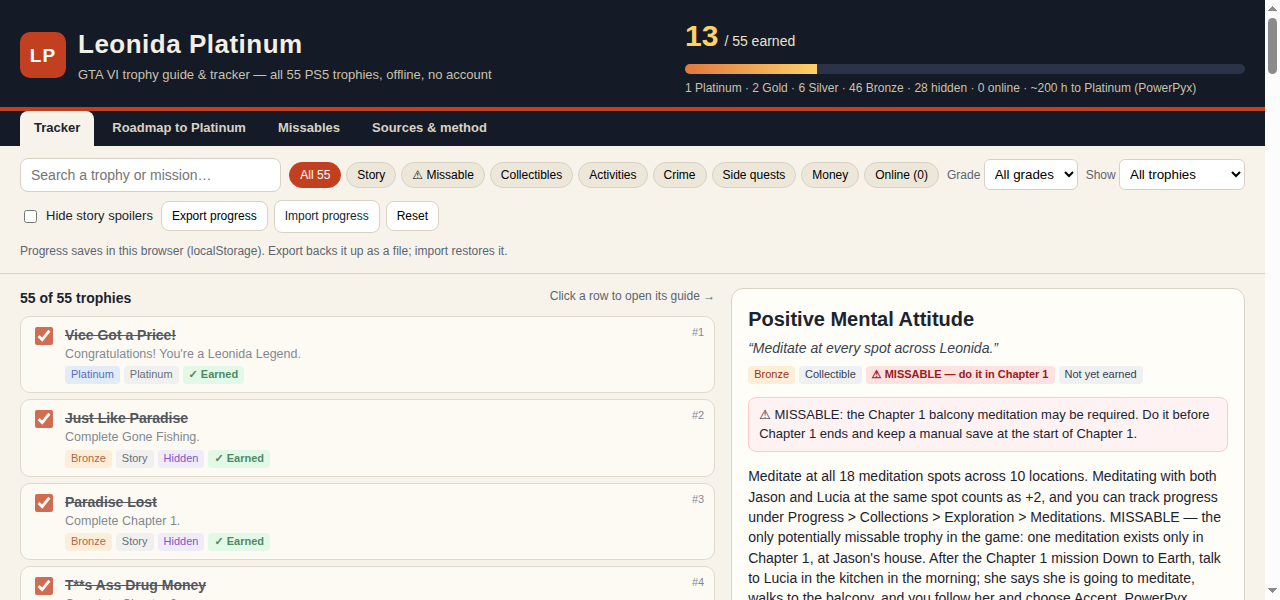 LP
Leonida Platinum
GTA VI trophy guide & tracker — all 55 PS5 trophies, offline, no account
13 / 55 earned
1 Platinum · 2 Gold · 6 Silver · 46 Bronze · 28 hidden · 0 online · ~200 h to Platinum (PowerPyx)
Tracker Roadmap to Platinum Missables Sources & method
Search a trophy or mission… All 55 Story ⚠ Missable Collectibles Activities Crime Side quests Money Online (0) Grade All grades Show All trophies
Hide story spoilers Export progress Import progress Reset
Progress saves in this browser (localStorage). Export backs it up as a file; import restores it.
55 of 55 trophies
Click a row to open its guide →
Vice Got a Price! #1
Congratulations! You're a Leonida Legend.
Platinum Platinum ✓ Earned
Just Like Paradise #2
Complete Gone Fishing.
Bronze Story Hidden ✓ Earned
Paradise Lost #3
Complete Chapter 1.
Bronze Story Hidden ✓ Earned
T**s Ass Drug Money #4
Positive Mental Attitude
“Meditate at every spot across Leonida.”
Bronze Collectible ⚠ MISSABLE — do it in Chapter 1 Not yet earned
⚠ MISSABLE: the Chapter 1 balcony meditation may be required. Do it before
Chapter 1 ends and keep a manual save at the start of Chapter 1.
Meditate at all 18 meditation spots across 10 locations. Meditating with both
Jason and Lucia at the same spot counts as +2, and you can track progress
under Progress > Collections > Exploration > Meditations. MISSABLE — the
only potentially missable trophy in the game: one meditation exists only in
Chapter 1, at Jason's house. After the Chapter 1 mission Down to Earth, talk
to Lucia in the kitchen in the morning; she says she is going to meditate,
walks to the balcony, and you follow her and choose Accept. PowerPyx